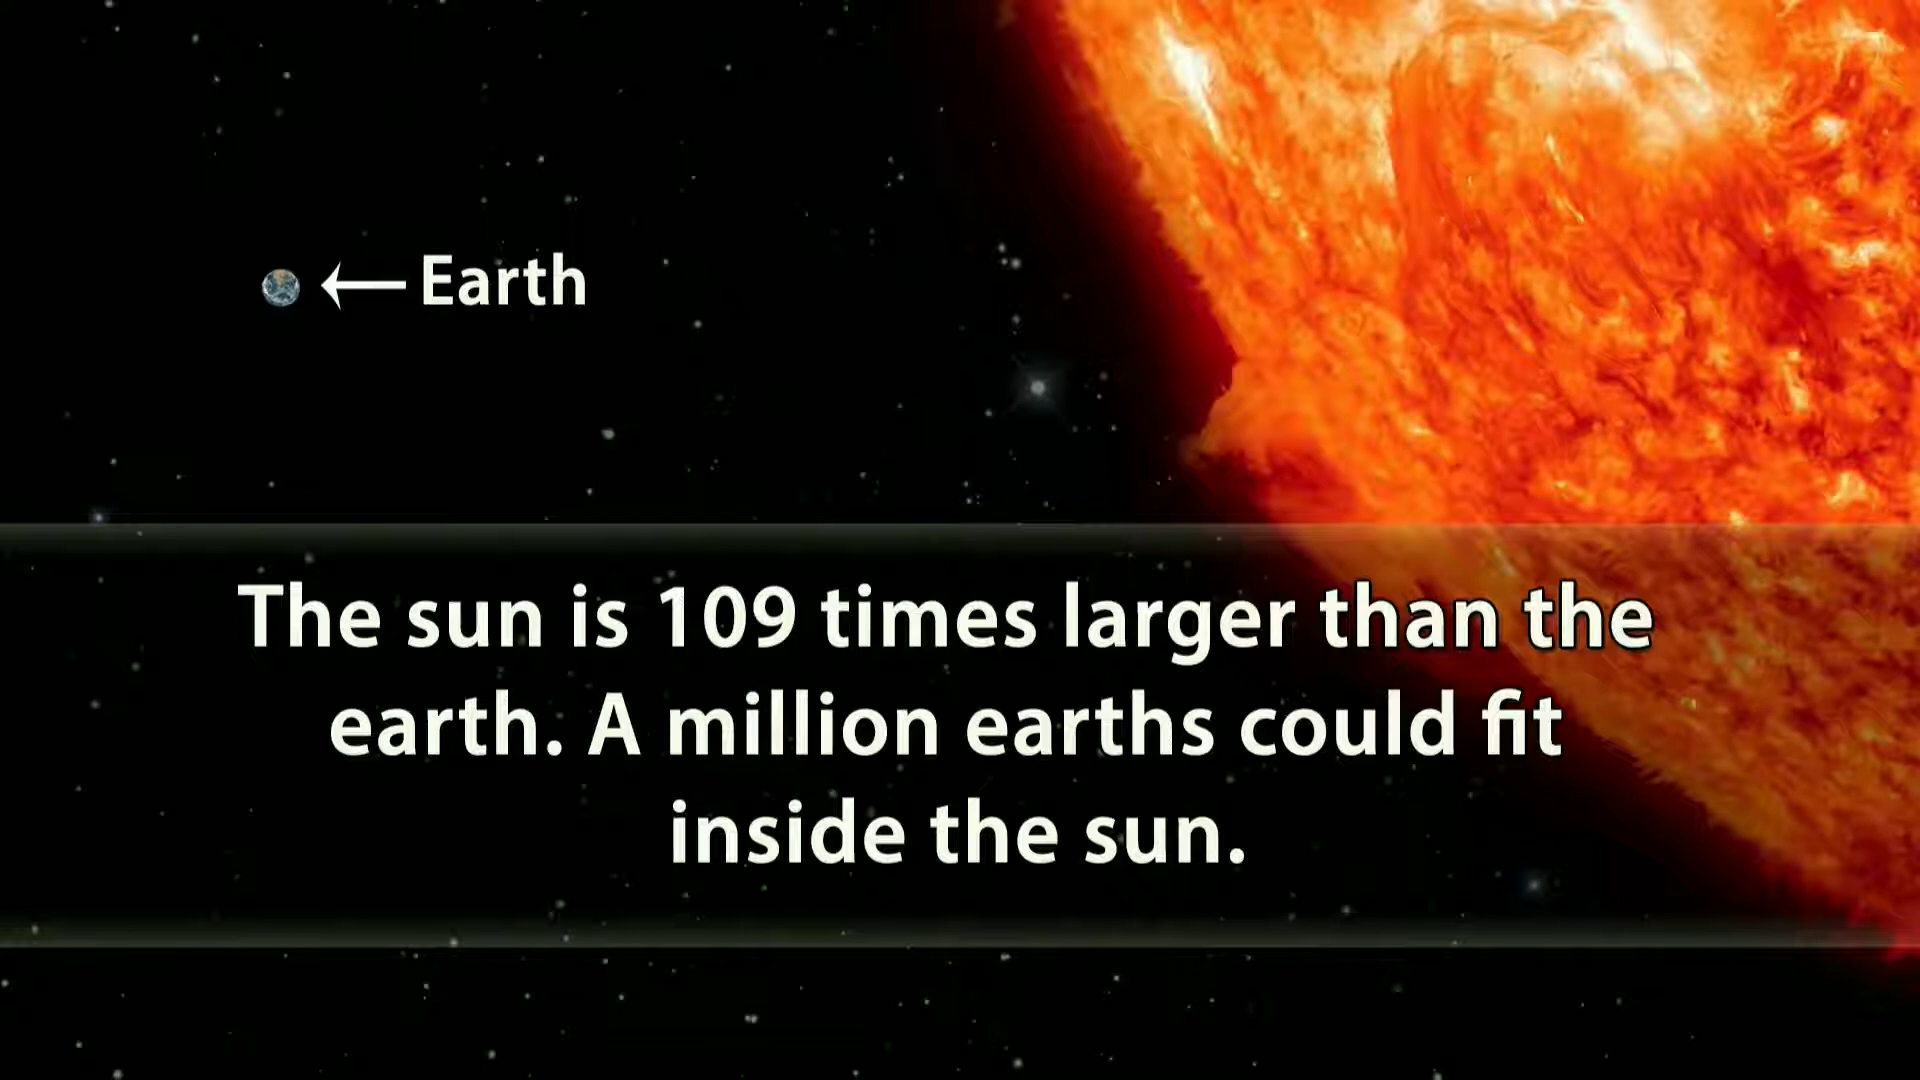 Earth
The sun is 109 times larger than the
earth. A million earths could fit
inside the sun.